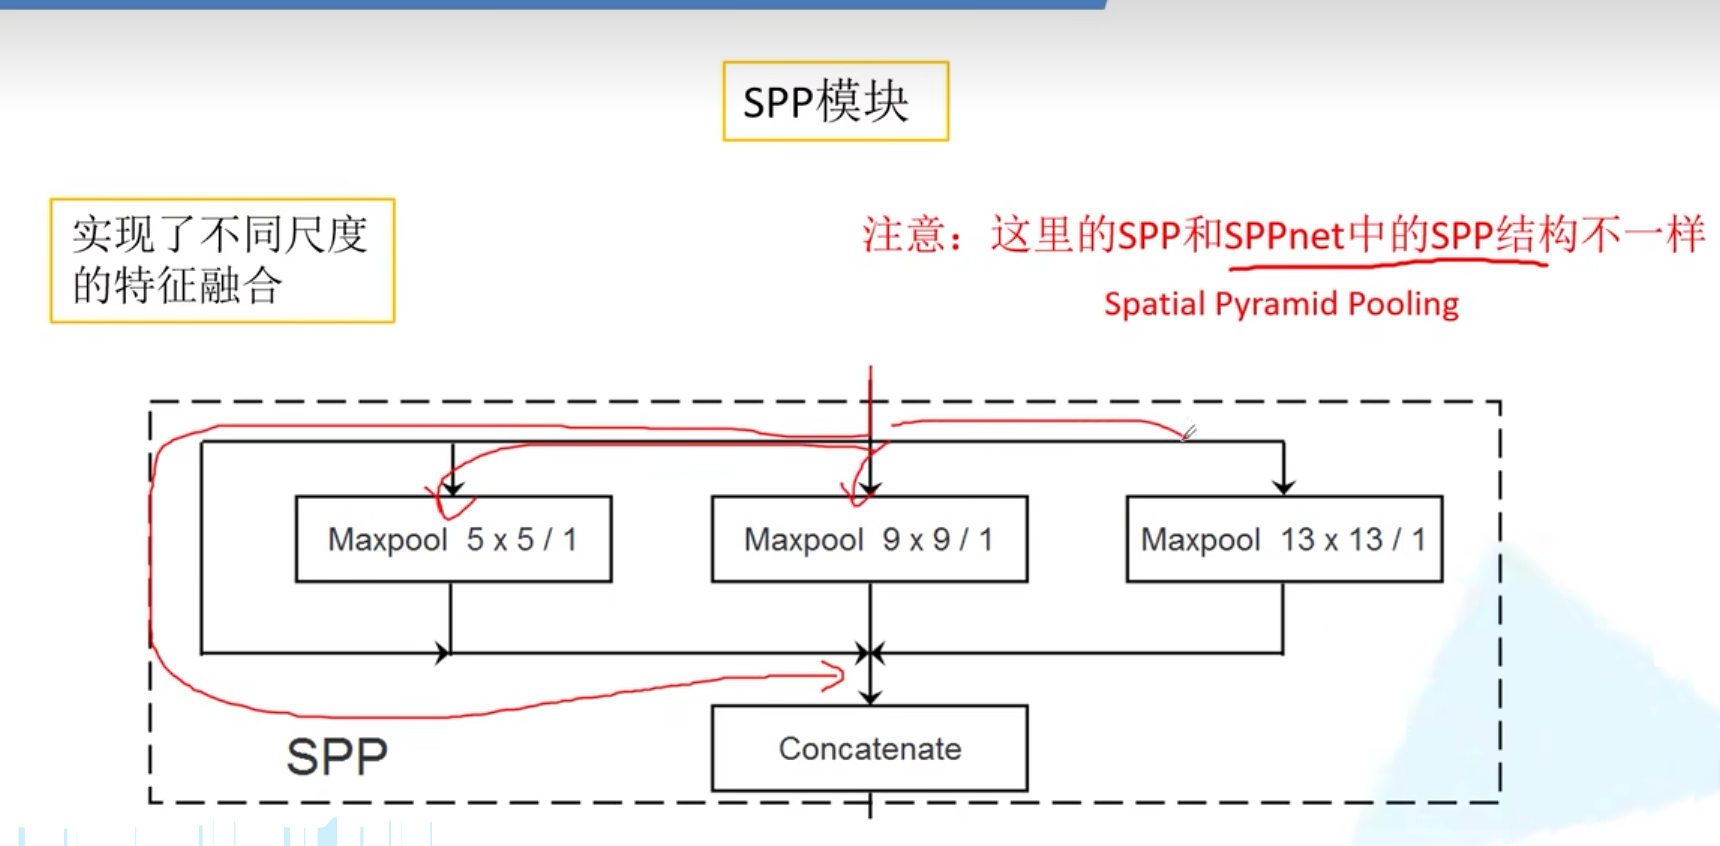 SPP模块
实现了不同尺度
的特征融合
注意：这里的SPP和SPPnet中的SPP结构不一样
Spatial Pyramid Pooling
Maxpool 5 x 5 / 1
Maxpool 9 x 9 / 1
Maxpool 13 x 13 / 1
Concatenate
SPP